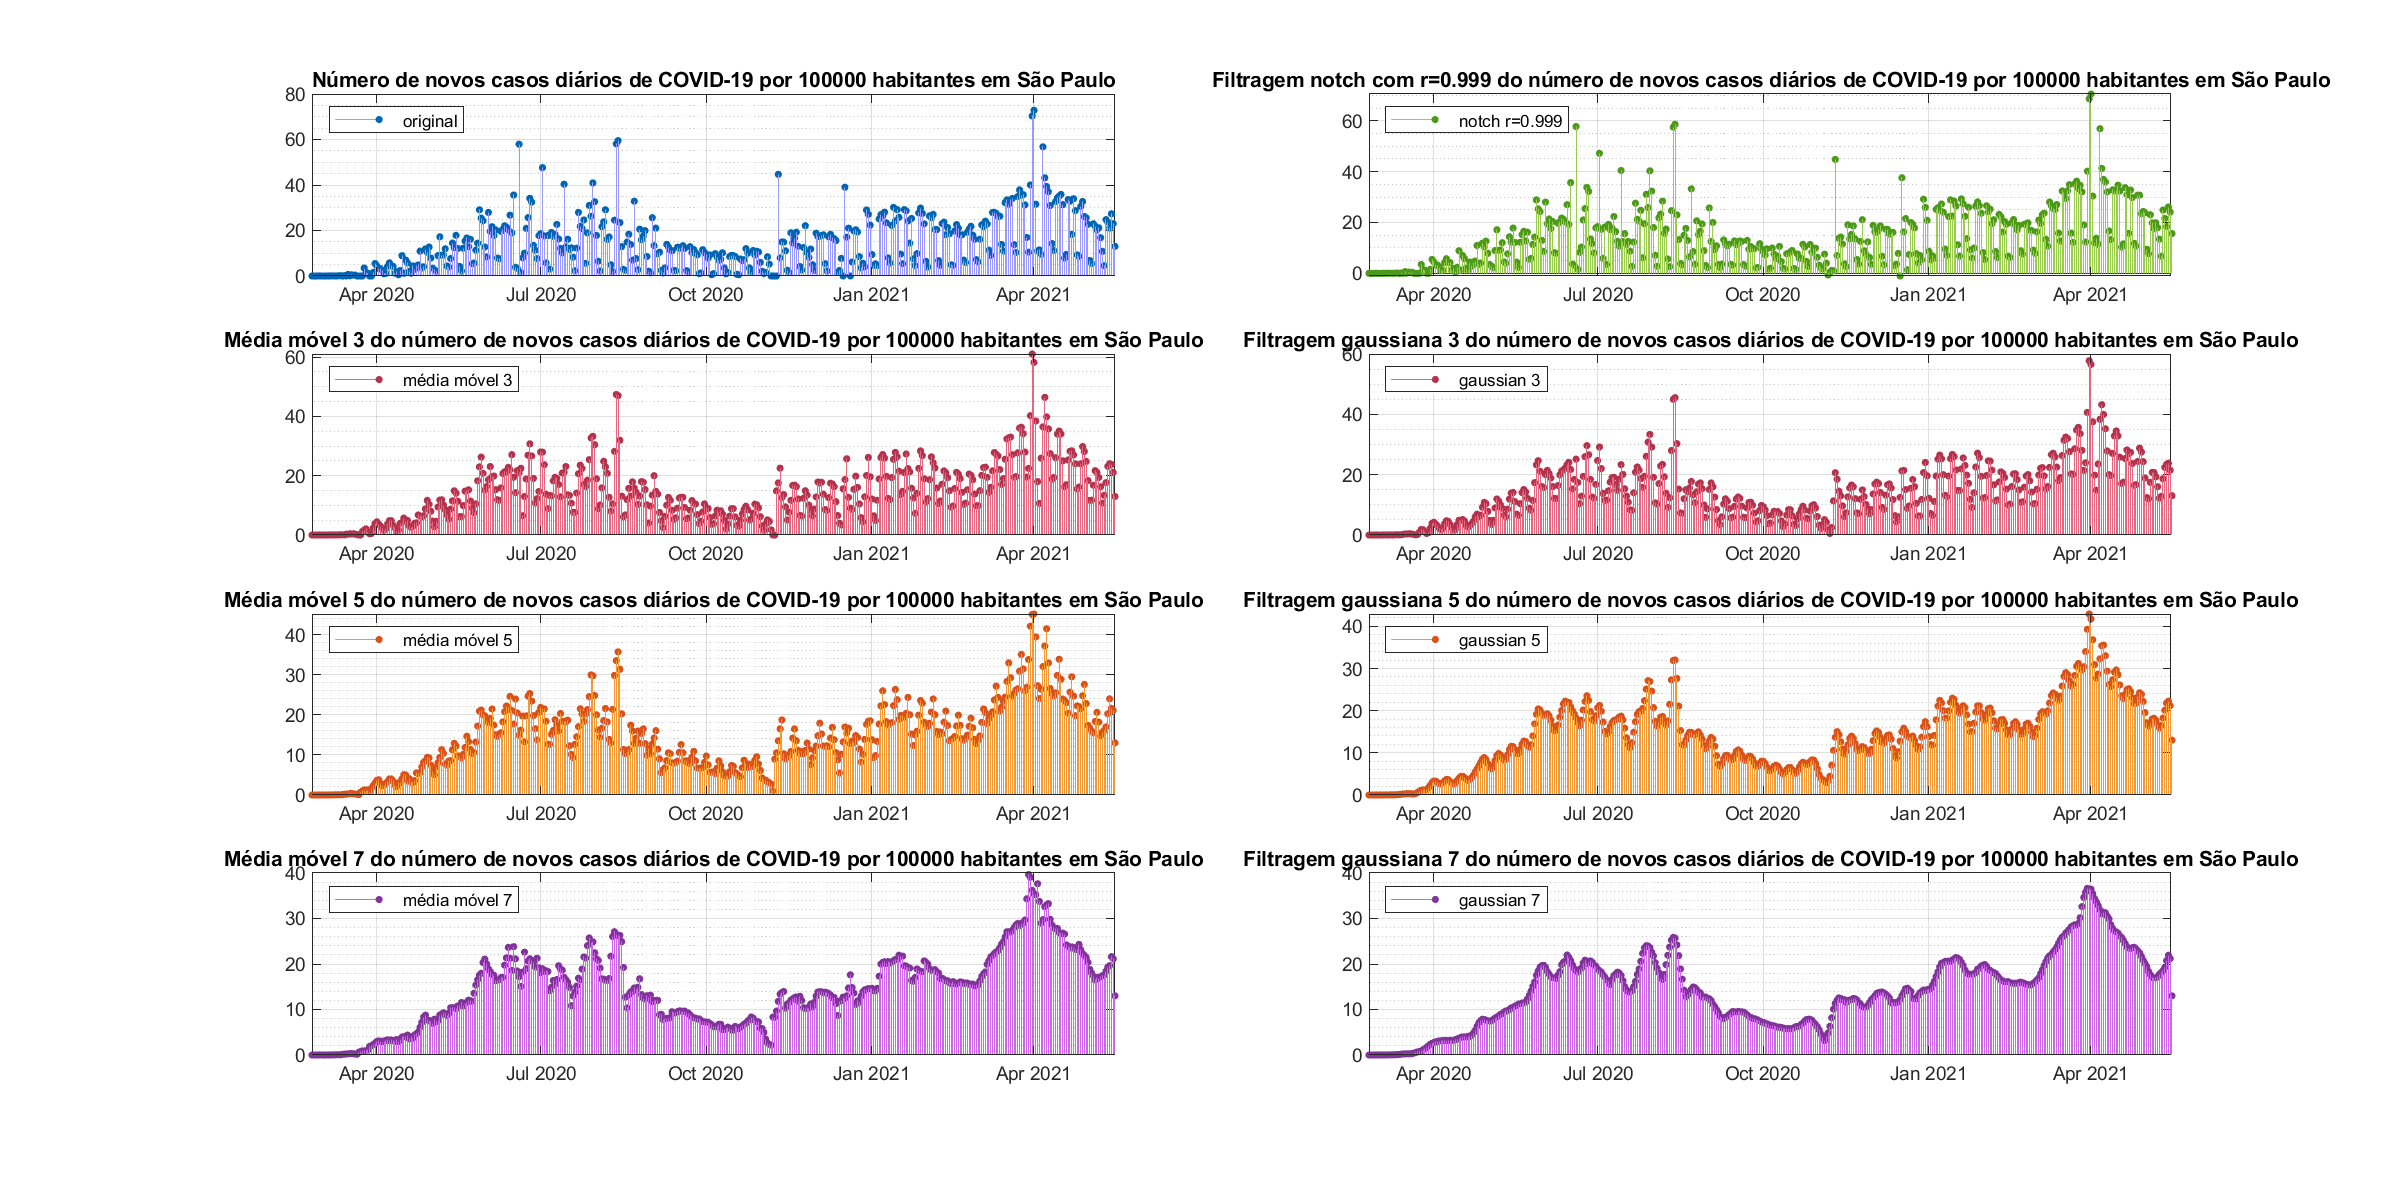 Número de novos casos diários de COVID-19 por 100000 habitantes em São Paulo
original
80
60
40
20
0
Apr 2020 Jul 2020 Oct 2020 Jan 2021 Apr 2021
Filtragem notch com r=0.999 do número de novos casos diários de COVID-19 por 100000 habitantes em São Paulo
notch r=0.999
60
40
20
0
Apr 2020 Jul 2020 Oct 2020 Jan 2021 Apr 2021
Média móvel 3 do número de novos casos diários de COVID-19 por 100000 habitantes em São Paulo
média móvel 3
60
40
20
0
Apr 2020 Jul 2020 Oct 2020 Jan 2021 Apr 2021
Filtragem gaussiana 3 do número de novos casos diários de COVID-19 por 100000 habitantes em São Paulo
gaussian 3
60
40
20
0
Apr 2020 Jul 2020 Oct 2020 Jan 2021 Apr 2021
Média móvel 5 do número de novos casos diários de COVID-19 por 100000 habitantes em São Paulo
média móvel 5
40
30
20
10
0
Apr 2020 Jul 2020 Oct 2020 Jan 2021 Apr 2021
Filtragem gaussiana 5 do número de novos casos diários de COVID-19 por 100000 habitantes em São Paulo
gaussian 5
40
30
20
10
0
Apr 2020 Jul 2020 Oct 2020 Jan 2021 Apr 2021
Média móvel 7 do número de novos casos diários de COVID-19 por 100000 habitantes em São Paulo
média móvel 7
40
30
20
10
0
Apr 2020 Jul 2020 Oct 2020 Jan 2021 Apr 2021
Filtragem gaussiana 7 do número de novos casos diários de COVID-19 por 100000 habitantes em São Paulo
gaussian 7
40
30
20
10
0
Apr 2020 Jul 2020 Oct 2020 Jan 2021 Apr 2021